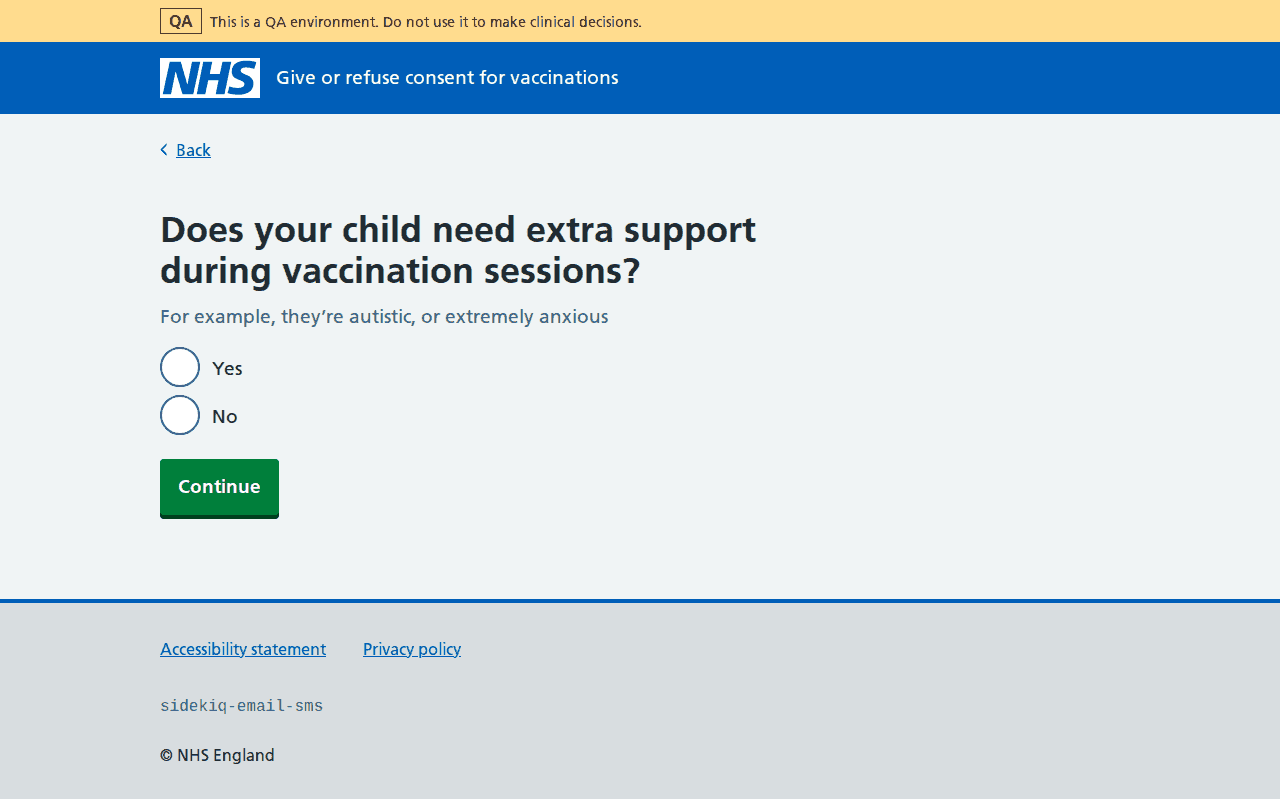 QA This is a QA environment. Do not use it to make clinical decisions.
NHS Give or refuse consent for vaccinations
Back
Does your child need extra support
during vaccination sessions?
For example, they’re autistic, or extremely anxious
Yes
No
Continue
Accessibility statement Privacy policy
sidekiq-email-sms
© NHS England